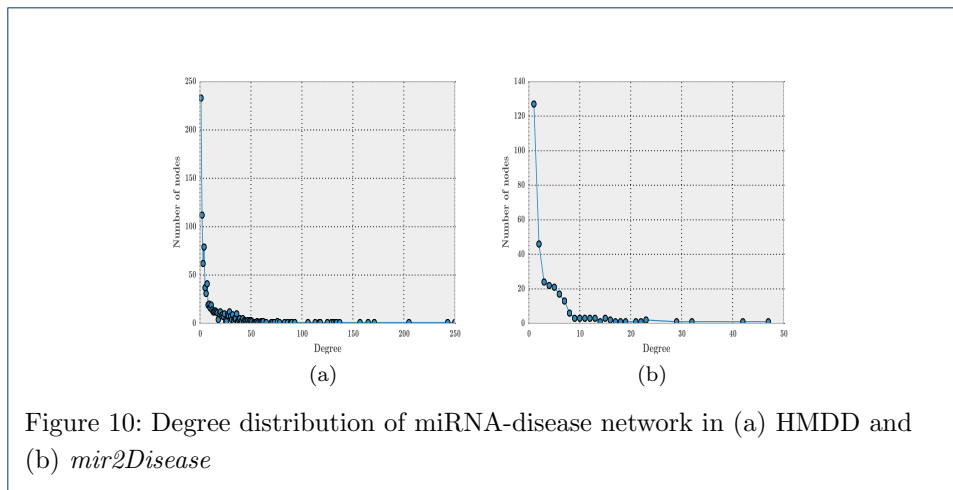 250
200
150
100
50
0
Number of nodes
0 50 100 150 200 250
Degree
(a)
140
120
100
80
60
40
20
0
Number of nodes
0 10 20 30 40 50
Degree
(b)
Figure 10: Degree distribution of miRNA-disease network in (a) HMDD and
(b) mir2Disease